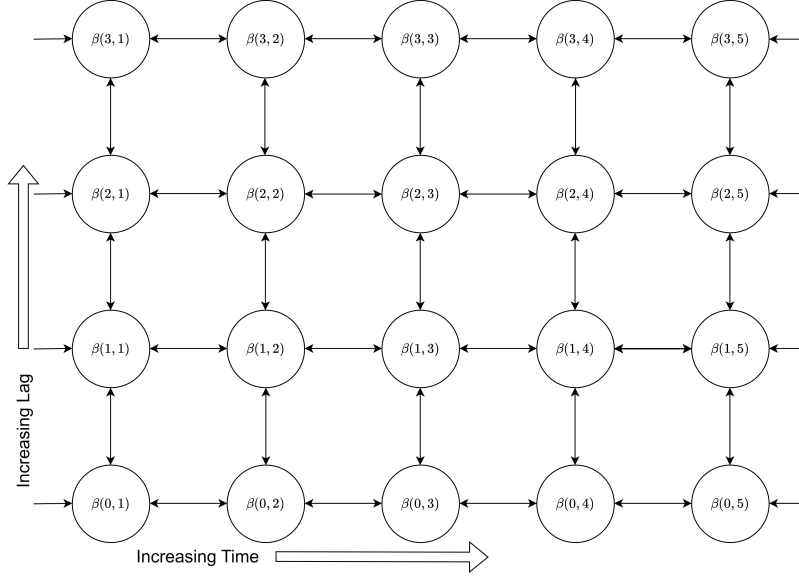 β(3, 1) β(3, 2) β(3, 3) β(3, 4) β(3, 5)
β(2, 1) β(2, 2) β(2, 3) β(2, 4) β(2, 5)
β(1, 1) β(1, 2) β(1, 3) β(1, 4) β(1, 5)
Increasing Lag
β(0, 1) β(0, 2) β(0, 3) β(0, 4) β(0, 5)
Increasing Time